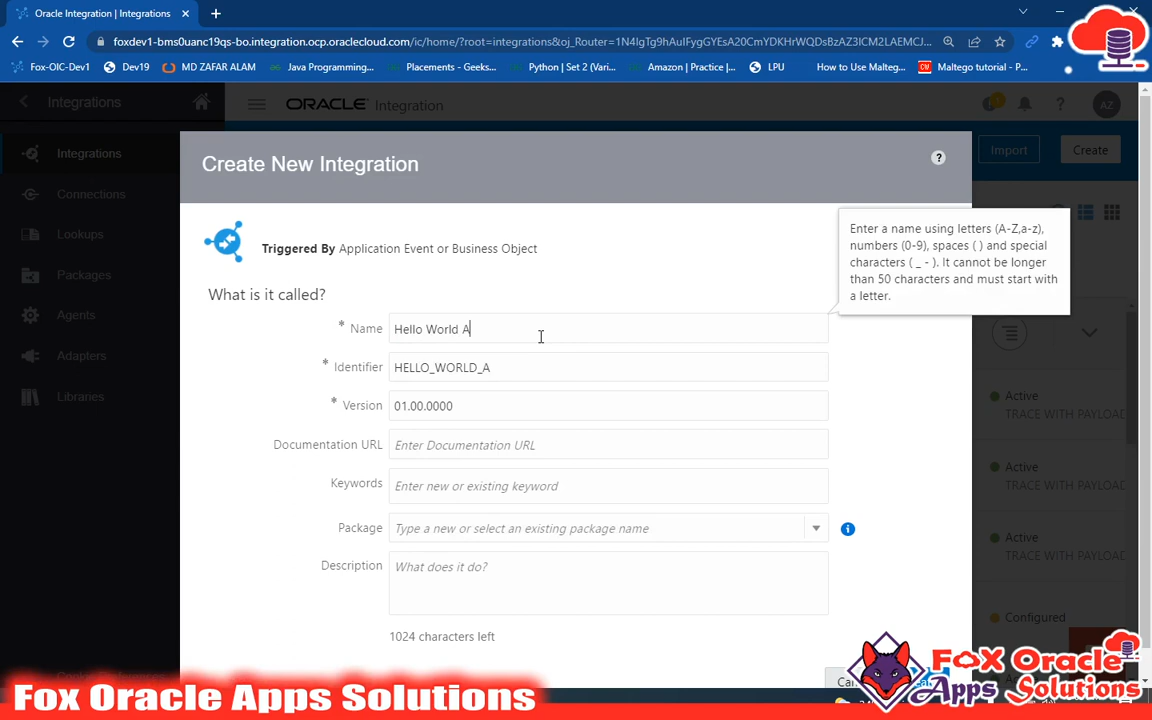 Oracle Integration | Integrations
foxdev1-bms0uanc19qs-bo.integration.ocp.oraclecloud.com/ic/home/?root=integrations&oj_Router=1N4IgTg9hAuIFygGYEsA20CmYDKHrWQDsBzAZ3ICM2LAEMCJ...
Fox-OIC-Dev1
Dev19
MD ZAFAR ALAM
Java Programming...
Placements - Geeks...
Python | Set 2 (Vari...
Amazon | Practice |...
LPU
How to Use Malteg...
Maltego tutorial - P...
Integrations
ORACLE Integration
1
?
AZ
Integrations
Connections
Lookups
Packages
Agents
Adapters
Libraries
Import
Create
Create New Integration
?
Triggered By Application Event or Business Object
Enter a name using letters (A-Z,a-z),
numbers (0-9), spaces ( ) and special
characters ( _ - ). It cannot be longer
than 50 characters and must start with
a letter.
What is it called?
* Name Hello World A
* Identifier HELLO_WORLD_A
* Version 01.00.0000
Documentation URL Enter Documentation URL
Keywords Enter new or existing keyword
Package Type a new or select an existing package name
Description What does it do?
1024 characters left
Active
TRACE WITH PAYLOAD
Active
TRACE WITH PAYLOAD
Active
TRACE WITH PAYLOAD
Configured
Fox Oracle Apps Solutions
FOX Oracle
Apps Solutions